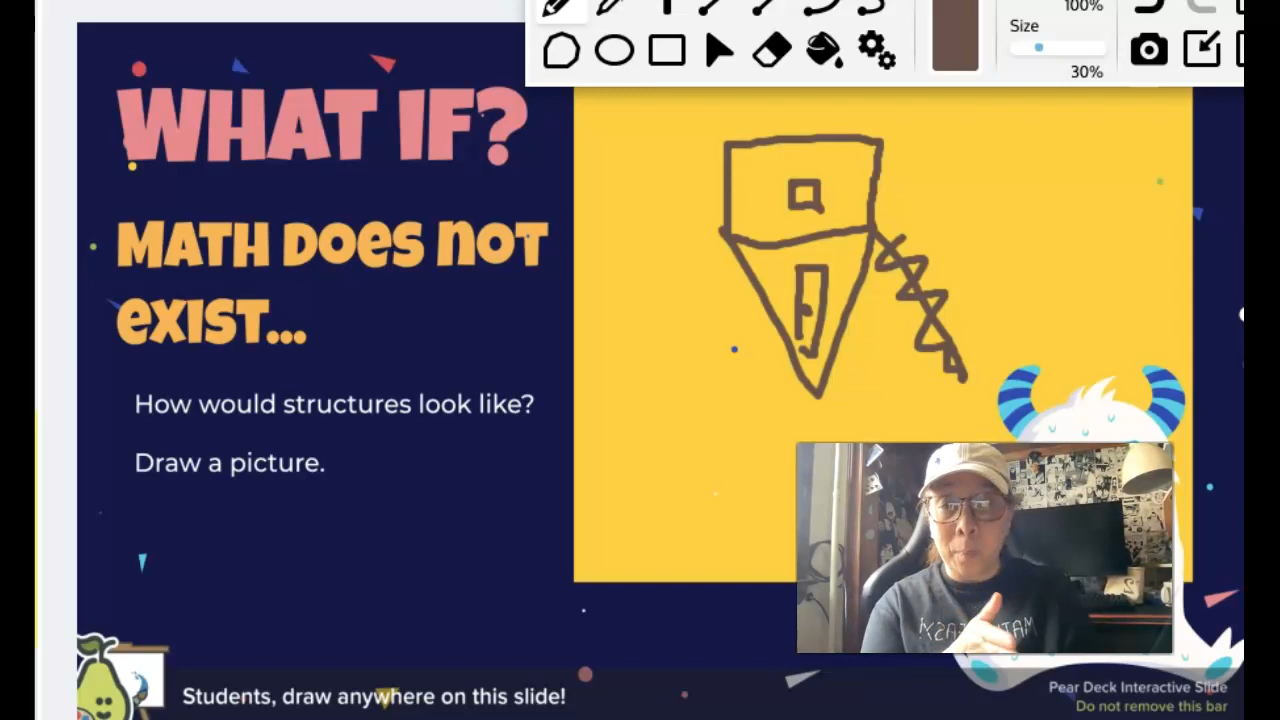 100%
Size
30%
WHAT IF?
MATH DOES NOT
EXIST...
How would structures look like?
Draw a picture.
Students, draw anywhere on this slide!
Pear Deck Interactive Slide
Do not remove this bar